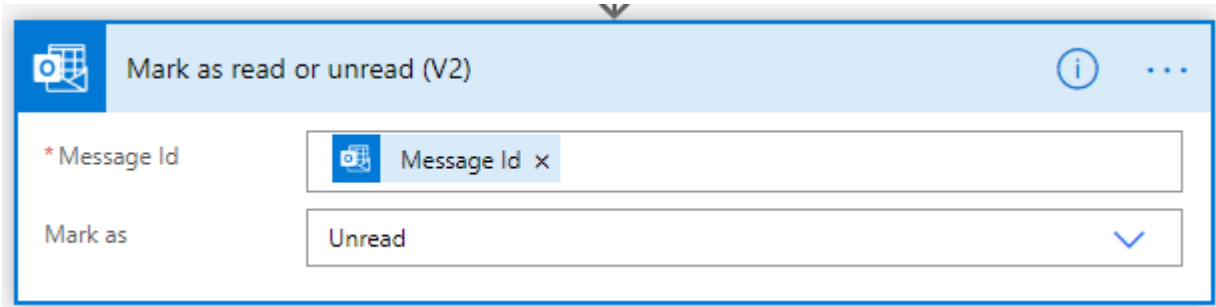 Mark as read or unread (V2)
* Message Id
Message Id ×
Mark as
Unread